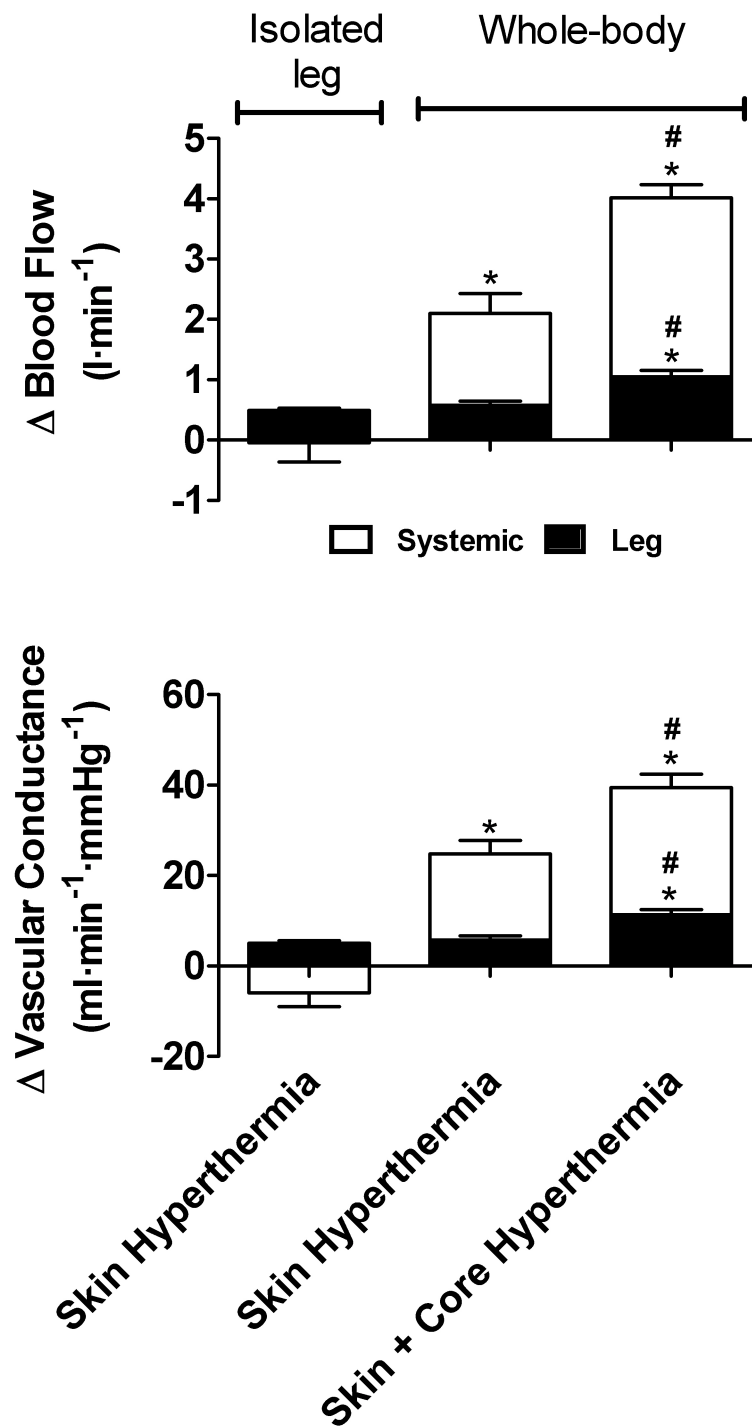 Isolated leg
Whole-body
Δ Blood Flow
(l·min⁻¹)
5
4
3
2
1
0
-1
*
#
*
#
*
Systemic
Leg
Δ Vascular Conductance
(ml·min⁻¹·mmHg⁻¹)
60
40
20
0
-20
*
#
*
#
*
Skin Hyperthermia
Skin Hyperthermia
Skin + Core Hyperthermia